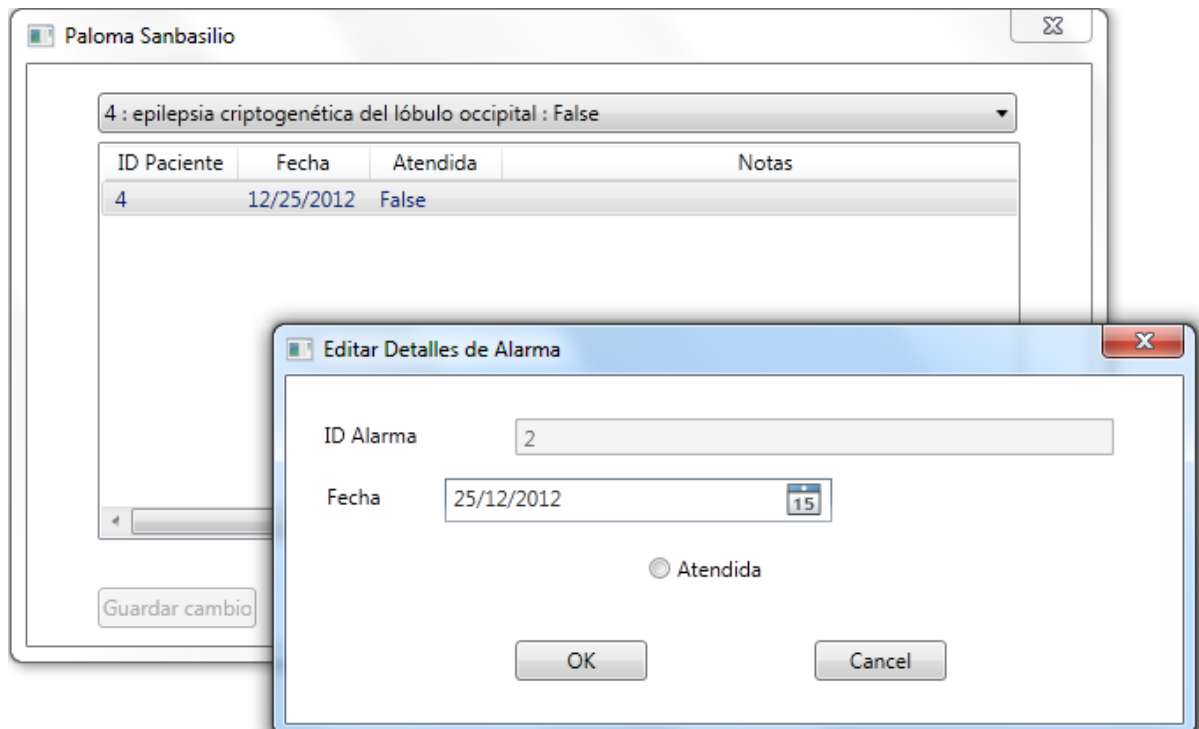 Paloma Sanbasilio
4 : epilepsia criptogenética del lóbulo occipital : False
ID Paciente Fecha Atendida Notas
4 12/25/2012 False
Guardar cambio
Editar Detalles de Alarma
ID Alarma 2
Fecha 25/12/2012 15
Atendida
OK Cancel